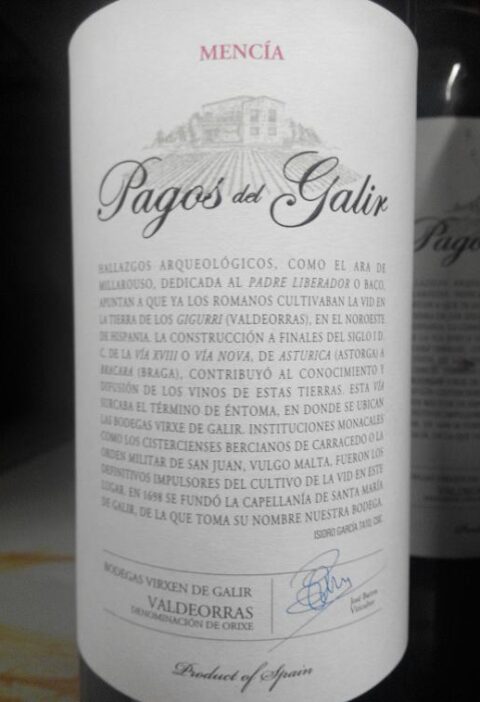 MENCÍA
Pagos del Galir
HALLAZGOS ARQUEOLÓGICOS, COMO EL ARA DE
MILLAROUSO, DEDICADA AL PADRE LIBERADOR O BACO,
APUNTAN A QUE YA LOS ROMANOS CULTIVABAN LA VID EN
LA TIERRA DE LOS GIGURRI (VALDEORRAS), EN EL NOROESTE
DE HISPANIA. LA CONSTRUCCIÓN A FINALES DEL SIGLO I D.
C. DE LA VÍA XVIII O VÍA NOVA, DE ASTURICA (ASTORGA) A
BRACARA (BRAGA), CONTRIBUYÓ AL CONOCIMIENTO Y
DIFUSIÓN DE LOS VINOS DE ESTAS TIERRAS. ESTA VÍA
SURCABA EL TÉRMINO DE ÉNTOMA, EN DONDE SE UBICAN
LAS BODEGAS VIRXE DE GALIR. INSTITUCIONES MONACALES
COMO LOS CISTERCIENSES BERCIANOS DE CARRACEDO O LA
ORDEN MILITAR DE SAN JUAN, VULGO MALTA, FUERON LOS
DEFINITIVOS IMPULSORES DEL CULTIVO DE LA VID EN ESTE
LUGAR. EN 1698 SE FUNDÓ LA CAPELLANÍA DE SANTA MARÍA
DE GALIR, DE LA QUE TOMA SU NOMBRE NUESTRA BODEGA.
ISIDRO GARCÍA TATO, CSIC.
BODEGAS VIRXEN DE GALIR
VALDEORRAS
DENOMINACIÓN DE ORIXE
José
Viticultor
Product of Spain
Pago